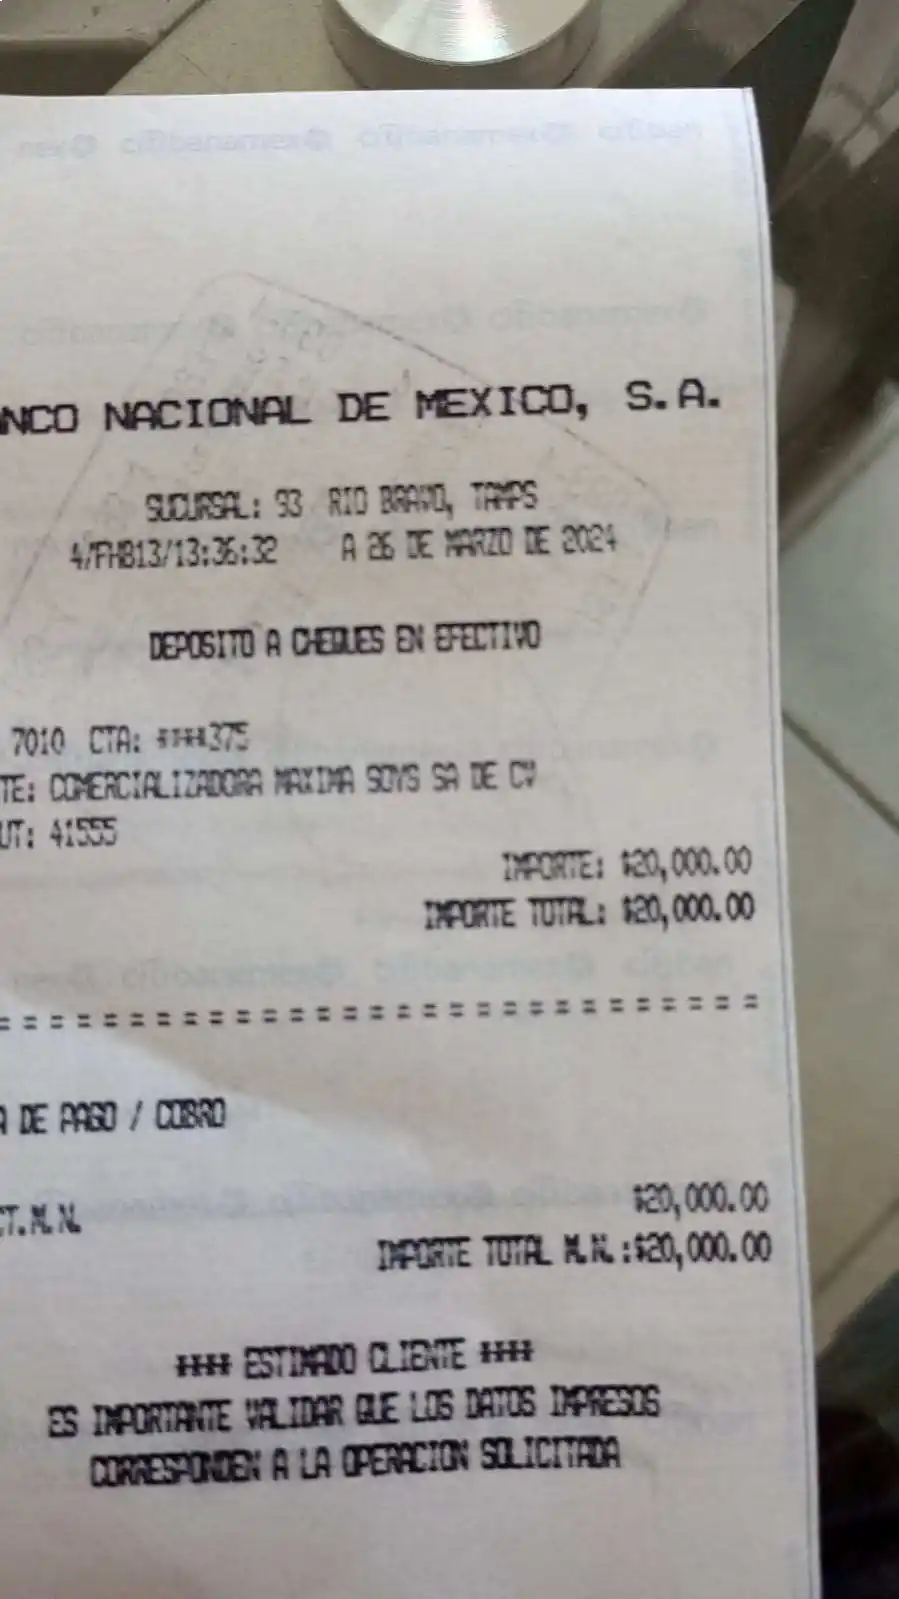 NCO NACIONAL DE MEXICO, S.A.
SUCURSAL: 93 RIO BRAVO, TAMPS
4/FHB13/13:36:32 A 26 DE MARZO DE 2024
DEPOSITO A CHEQUES EN EFECTIVO
7010 CTA: ****375
TE: COMERCIALIZADORA MAXIMA SOYS SA DE CV
UT: 41555
IMPORTE: $20,000.00
IMPORTE TOTAL: $20,000.00
============================
A DE PAGO / COBRO
CT.M.N. $20,000.00
IMPORTE TOTAL M.N.:$20,000.00
**** ESTIMADO CLIENTE ****
ES IMPORTANTE VALIDAR QUE LOS DATOS IMPRESOS
CORRESPONDEN A LA OPERACION SOLICITADA